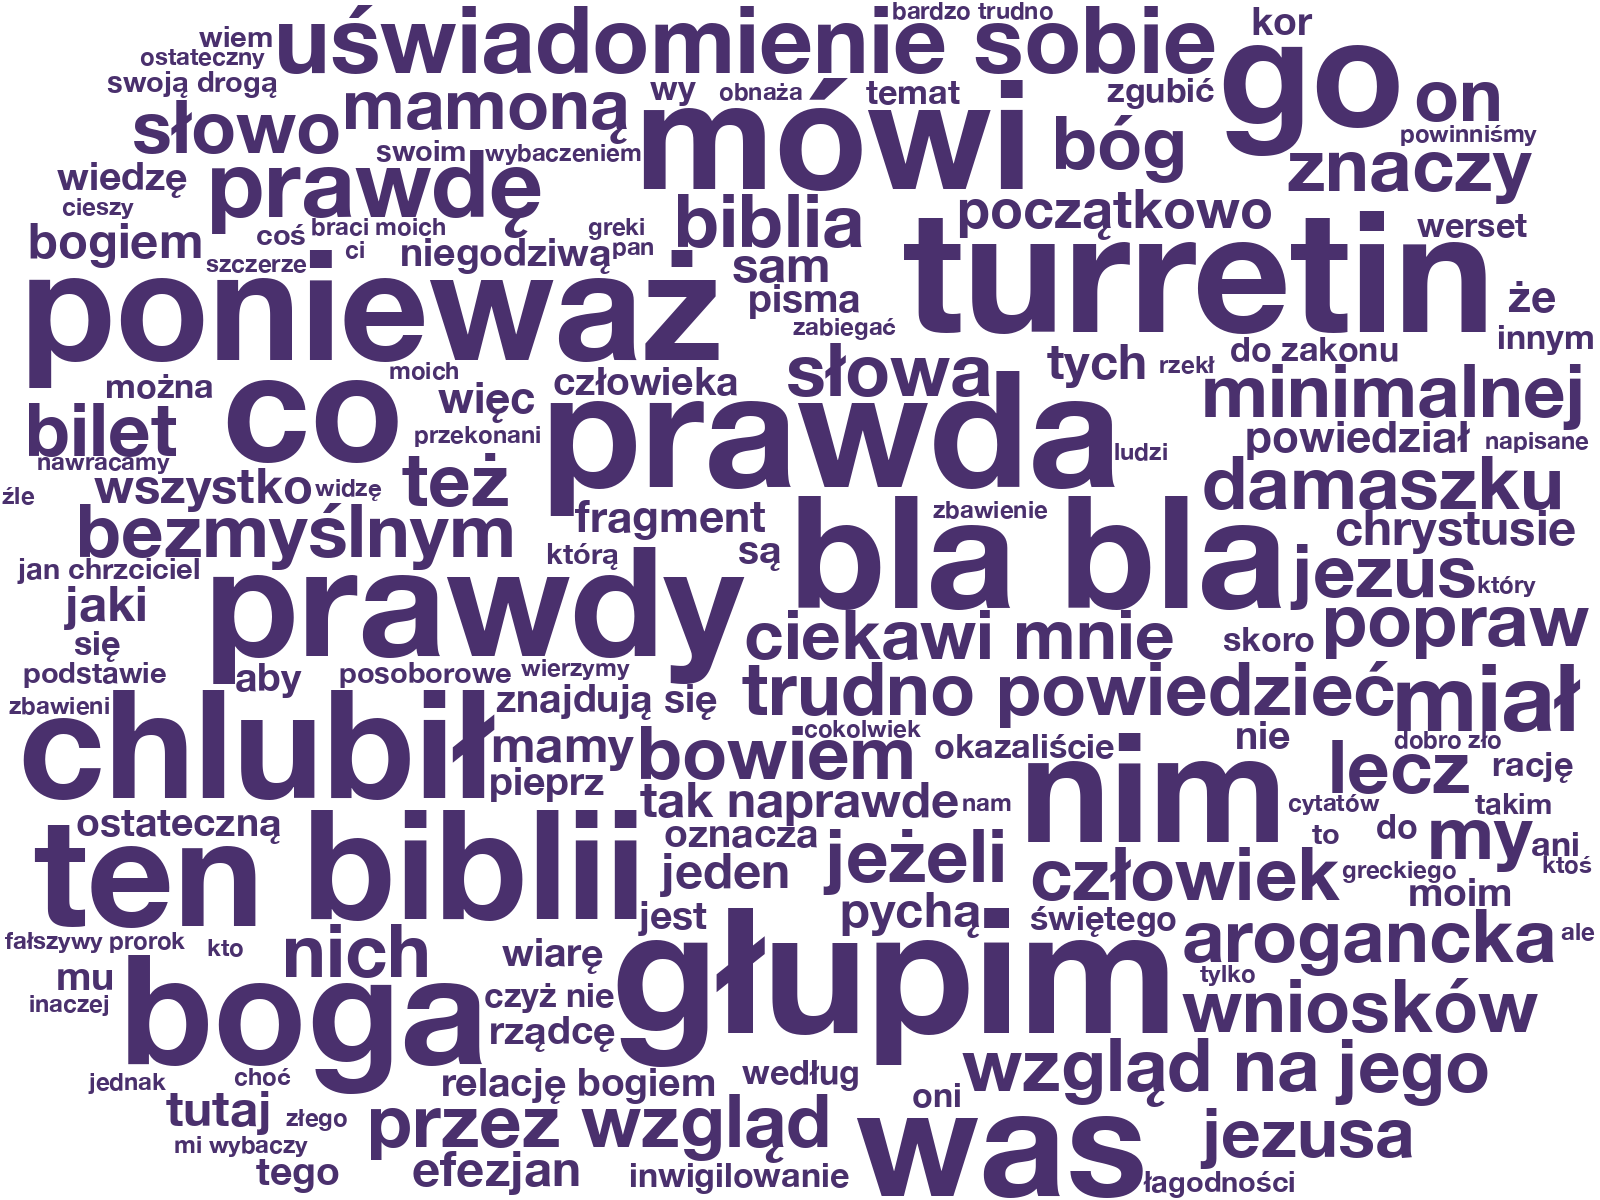 bardzo trudno
uświadomienie sobie
kor
wiem
ostateczny
swoją drogą
go
mamoną
wy
obnaża
temat
zgubić
on
słowo
mówi
bóg
powinniśmy
swoim
wybaczeniem
znaczy
wiedzę
prawdę
cieszy
biblia
początkowo
bogiem
coś
braci moich
greki
werset
ci
niegodziwą
pan
turretin
szczerze
sam
poniewaź
pisma
że
zabiegać
innym
moich
do zakonu
można
co
człowieka
słowa
tych
rzekł
więc
minimalnej
bilet
prawda
przekonani
powiedział
napisane
nawracamy
ludzi
źle
wszystko
widzę
też
damaszku
fragment
bla bla
zbawienie
bezmyślnym
chrystusie
którą
są
jan chrzciciel
jezus
który
jaki
prawdy
popraw
się
ciekawi mnie
skoro
podstawie
aby
posoborowe
wierzymy
zbawieni
znajdują się
trudno powiedzieć
miał
chlubił
cokolwiek
mamy
bowiem
okazaliście
nie
dobro zło
pieprz
lecz
rację
nim
tak naprawde
nam
cytatów
takim
ostateczną
oznacza
to
do
my
ani
ten
biblii
jeden
jeżeli
człowiek
greckiego
ktoś
moim
jest
pychą
świętego
fałszywy prorok
kto
nich
wiarę
arogancka
ale
mu
głupim
tylko
inaczej
boga
czyż nie
wniosków
rządcę
jednak
choć
relację bogiem
według
wzgląd na jego
tutaj
złego
oni
przez wzgląd
jezusa
mi wybaczy
was
tego
efezjan
inwigilowanie
łagodności